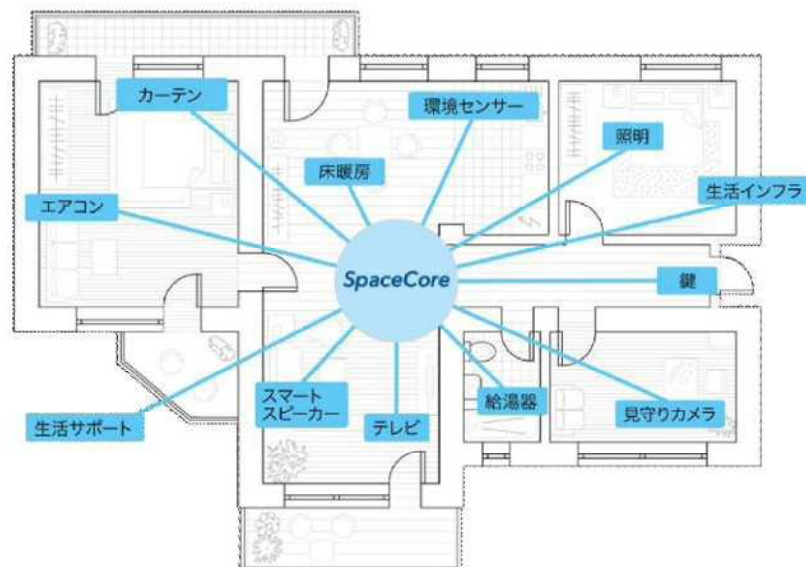 カーテン
環境センサー
照明
床暖房
生活インフラ
エアコン
SpaceCore
鍵
スマート
スピーカー
テレビ
給湯器
見守りカメラ
生活サポート